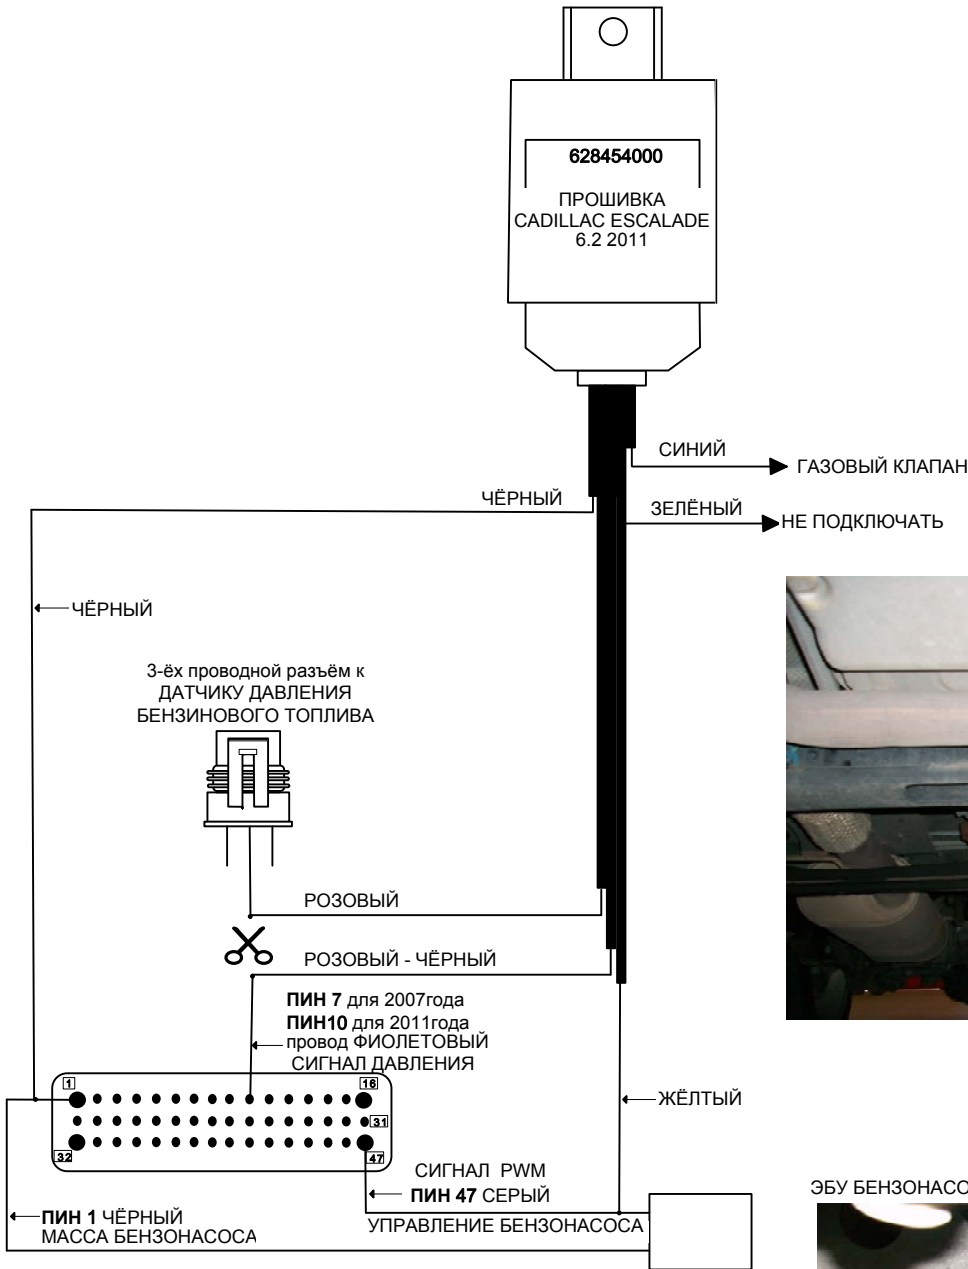 628454000
ПРОШИВКА
CADILLAC ESCALADE
6.2 2011
СИНИЙ
ГАЗОВЫЙ КЛАПАН
ЧЁРНЫЙ
ЗЕЛЁНЫЙ
НЕ ПОДКЛЮЧАТЬ
ЧЁРНЫЙ
3-ёх проводной разъём к
ДАТЧИКУ ДАВЛЕНИЯ
БЕНЗИНОВОГО ТОПЛИВА
РОЗОВЫЙ
РОЗОВЫЙ - ЧЁРНЫЙ
ПИН 7 для 2007года
ПИН10 для 2011года
провод ФИОЛЕТОВЫЙ
СИГНАЛ ДАВЛЕНИЯ
1
16
31
32
47
ЖЁЛТЫЙ
СИГНАЛ PWM
ПИН 47 СЕРЫЙ
УПРАВЛЕНИЕ БЕНЗОНАСОСА
ПИН 1 ЧЁРНЫЙ
МАССА БЕНЗОНАСОСА
ЭБУ БЕНЗОНАСО